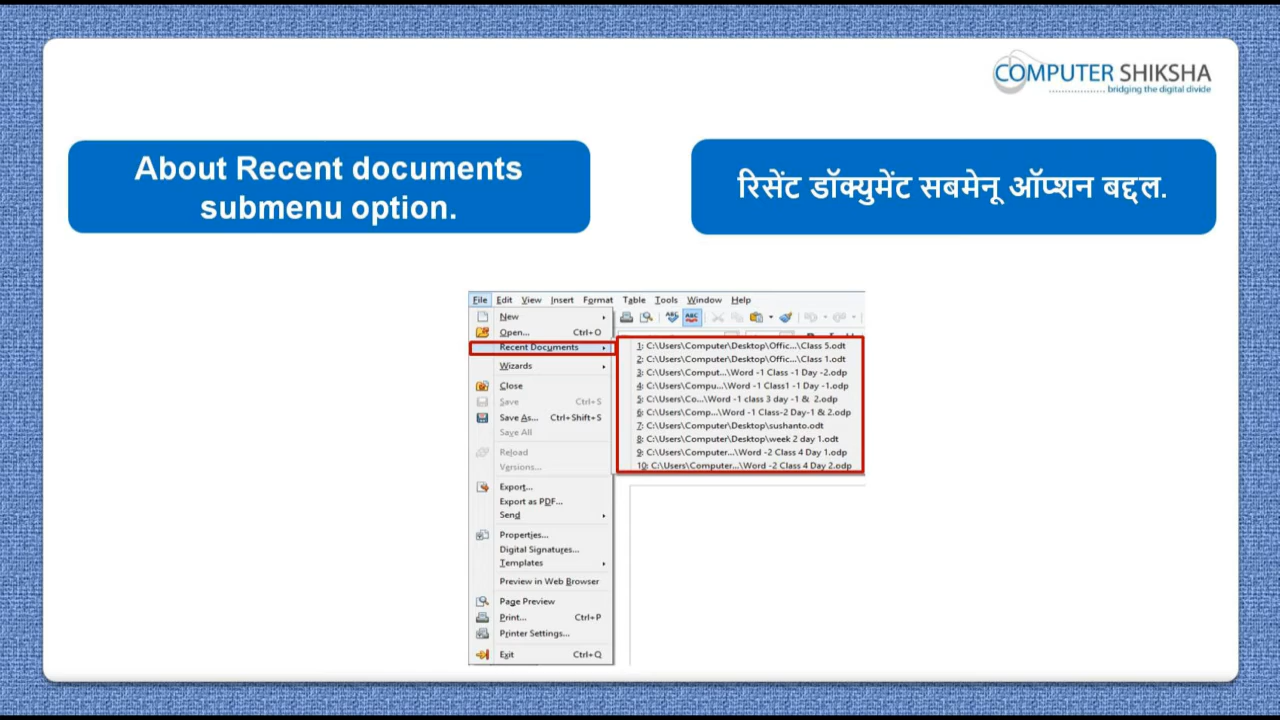 COMPUTER SHIKSHA
bridging the digital divide
About Recent documents
submenu option.
रिसेंट डॉक्युमेंट सबमेनू ऑप्शन बद्दल.
File Edit View Insert Format Table Tools Window Help
New
Open... Ctrl+O
Recent Documents
Wizards
Close
Save Ctrl+S
Save As... Ctrl+Shift+S
Save All
Reload
Versions...
Export...
Export as PDF...
Send
Properties...
Digital Signatures...
Templates
Preview in Web Browser
Page Preview
Print... Ctrl+P
Printer Settings...
Exit Ctrl+Q
ABC ABC
1: C:\Users\Computer\Desktop\Offic...\Class 5.odt
2: C:\Users\Computer\Desktop\Offic...\Class 1.odt
3: C:\Users\Comput...\Word -1 Class -1 Day -2.odp
4: C:\Users\Compu...\Word -1 Class1 -1 Day -1.odp
5: C:\Users\Co...\Word -1 class 3 day -1 & 2.odp
6: C:\Users\Comp...\Word -1 Class-2 Day-1 & 2.odp
7: C:\Users\Computer\Desktop\sushanto.odt
8: C:\Users\Computer\Desktop\week 2 day 1.odt
9: C:\Users\Computer...\Word -2 Class 4 Day 1.odp
10: C:\Users\Computer...\Word -2 Class 4 Day 2.odp